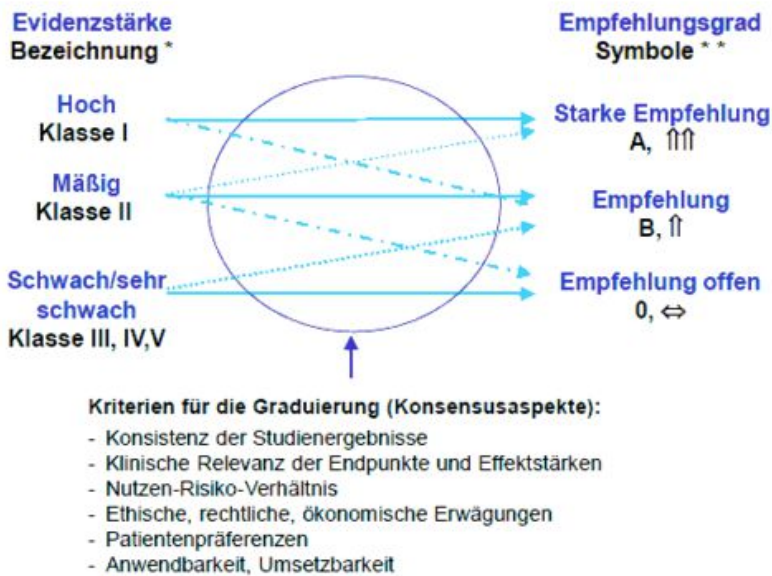 Evidenzstärke
Bezeichnung *
Hoch
Klasse I
Mäßig
Klasse II
Schwach/sehr
schwach
Klasse III, IV,V
Empfehlungsgrad
Symbole * *
Starke Empfehlung
A, ⇑⇑
Empfehlung
B, ⇑
Empfehlung offen
0, ⇔
Kriterien für die Graduierung (Konsensusaspekte):
- Konsistenz der Studienergebnisse
- Klinische Relevanz der Endpunkte und Effektstärken
- Nutzen-Risiko-Verhältnis
- Ethische, rechtliche, ökonomische Erwägungen
- Patientenpräferenzen
- Anwendbarkeit, Umsetzbarkeit